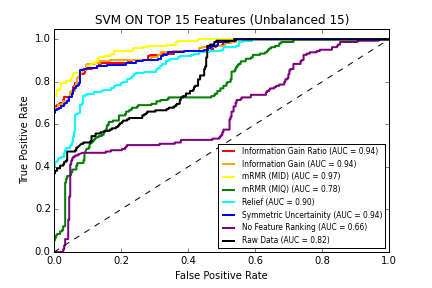 SVM ON TOP 15 Features (Unbalanced 15)
1.0
0.8
0.6
0.4
0.2
0.0
True Positive Rate
Information Gain Ratio (AUC = 0.94)
Information Gain (AUC = 0.94)
mRMR (MID) (AUC = 0.97)
mRMR (MIQ) (AUC = 0.78)
Relief (AUC = 0.90)
Symmetric Uncertainity (AUC = 0.94)
No Feature Ranking (AUC = 0.66)
Raw Data (AUC = 0.82)
0.0 0.2 0.4 0.6 0.8 1.0
False Positive Rate